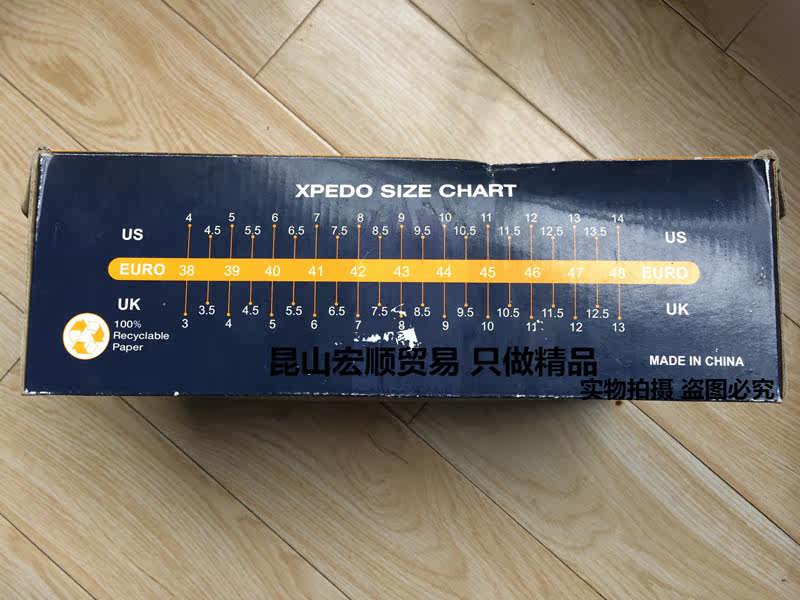 XPEDO SIZE CHART
4 5 6 7 8 9 10 11 12 13 14
US 4.5 5.5 6.5 7.5 8.5 9.5 10.5 11.5 12.5 13.5 US
EURO 38 39 40 41 42 43 44 45 46 47 48 EURO
UK 3.5 4.5 5.5 6.5 7.5 8.5 9.5 10.5 11.5 12.5 UK
3 4 5 6 7 8 9 10 11 12 13
100%
Recyclable
Paper
MADE IN CHINA
昆山宏顺贸易 只做精品
实物拍摄 盗图必究